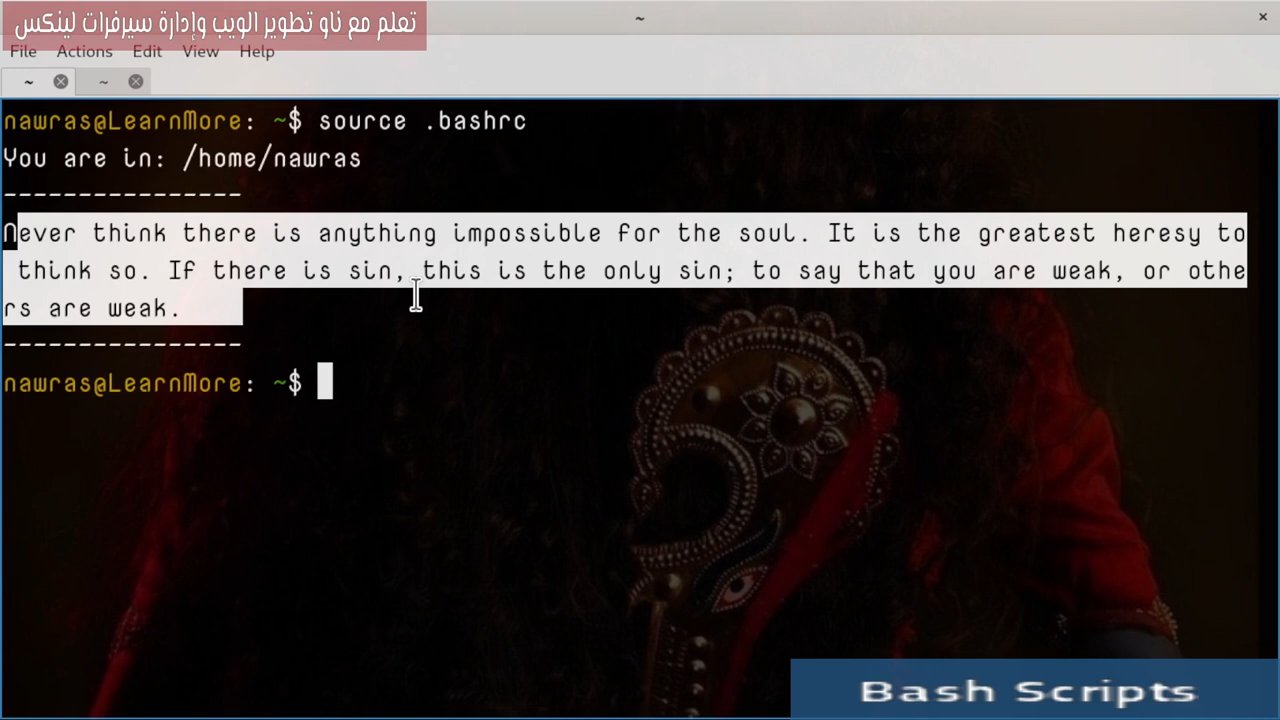 تعلم مع ناو تطوير الويب وإدارة سيرفرات لينكس
~
×
File Actions Edit View Help
~ ~
nawras@LearnMore: ~$ source .bashrc
You are in: /home/nawras
----------------
Never think there is anything impossible for the soul. It is the greatest heresy to
think so. If there is sin, this is the only sin; to say that you are weak, or othe
rs are weak.
----------------
nawras@LearnMore: ~$
Bash Scripts